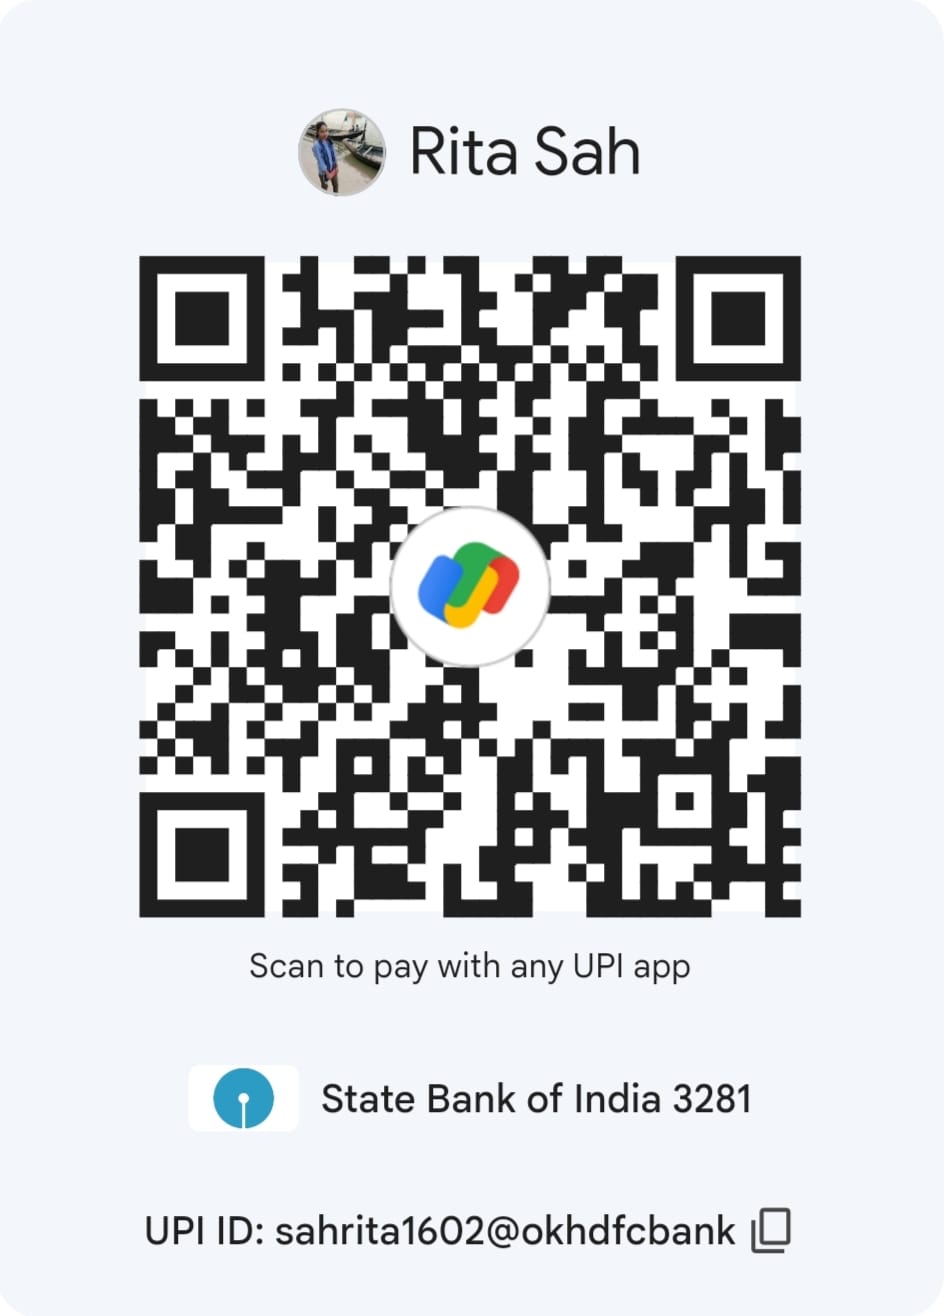 Rita Sah
Scan to pay with any UPI app
State Bank of India 3281
UPI ID: sahrita1602@okhdfcbank